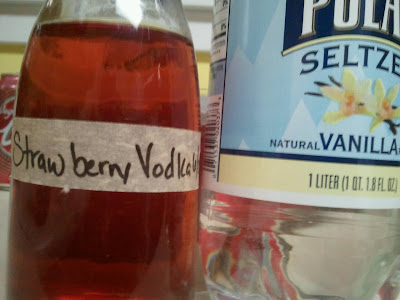 Strawberry Vodka
POLA
SELTZE
NATURAL VANILLA
1 LITER (1 QT. 1.8 FL OZ.)